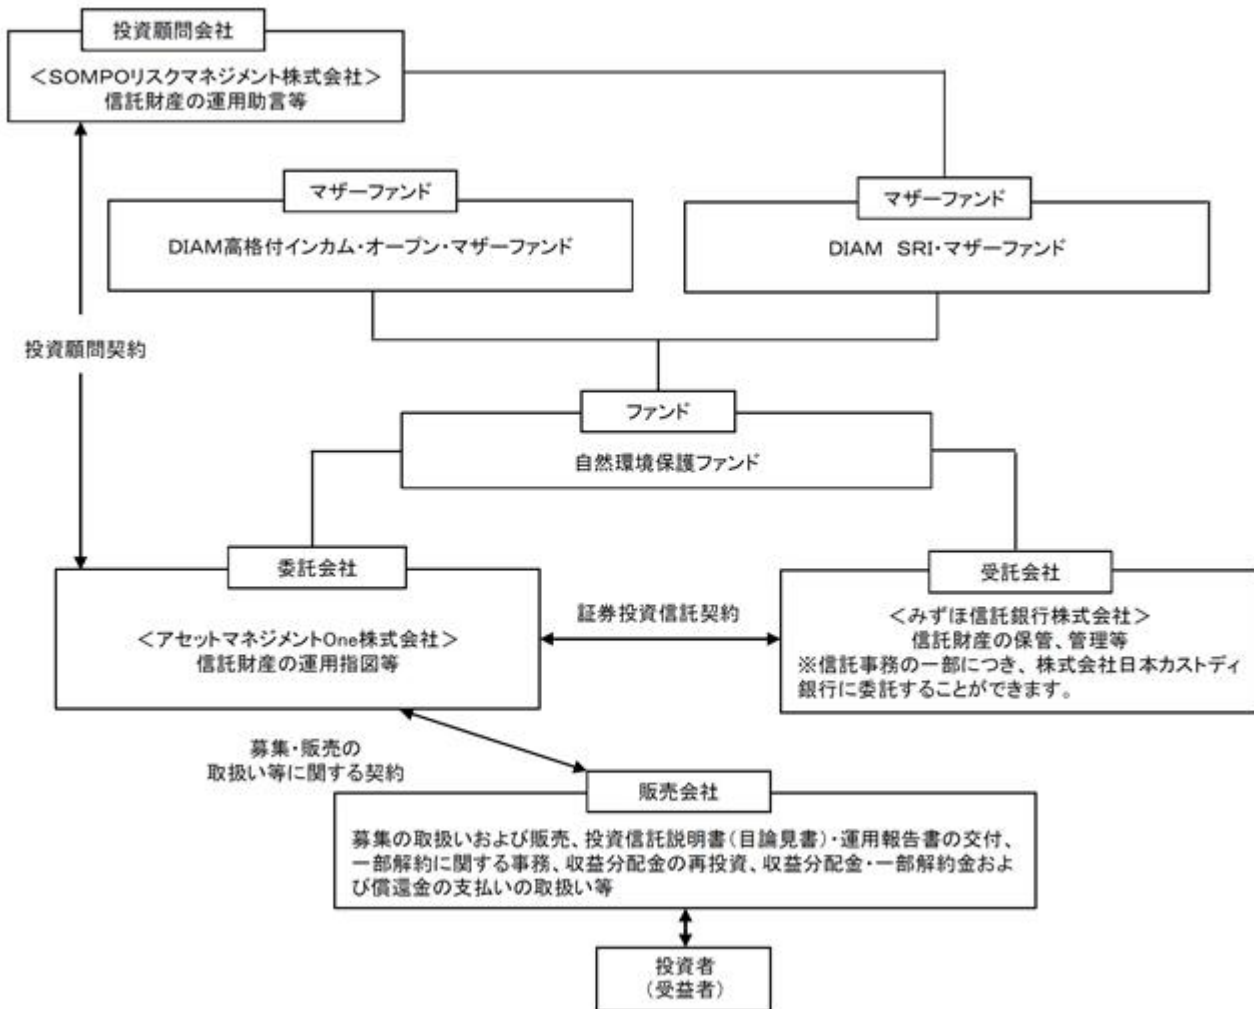 投資顧問会社
＜SOMPOリスクマネジメント株式会社＞
信託財産の運用助言等
マザーファンド
DIAM高格付インカム・オープン・マザーファンド
マザーファンド
DIAM SRI・マザーファンド
投資顧問契約
ファンド
自然環境保護ファンド
委託会社
＜アセットマネジメントOne株式会社＞
信託財産の運用指図等
証券投資信託契約
受託会社
＜みずほ信託銀行株式会社＞
信託財産の保管、管理等
※信託事務の一部につき、株式会社日本カストディ
銀行に委託することができます。
募集・販売の
取扱い等に関する契約
販売会社
募集の取扱いおよび販売、投資信託説明書（目論見書）・運用報告書の交付、
一部解約に関する事務、収益分配金の再投資、収益分配金・一部解約金およ
び償還金の支払いの取扱い等
投資者
（受益者）